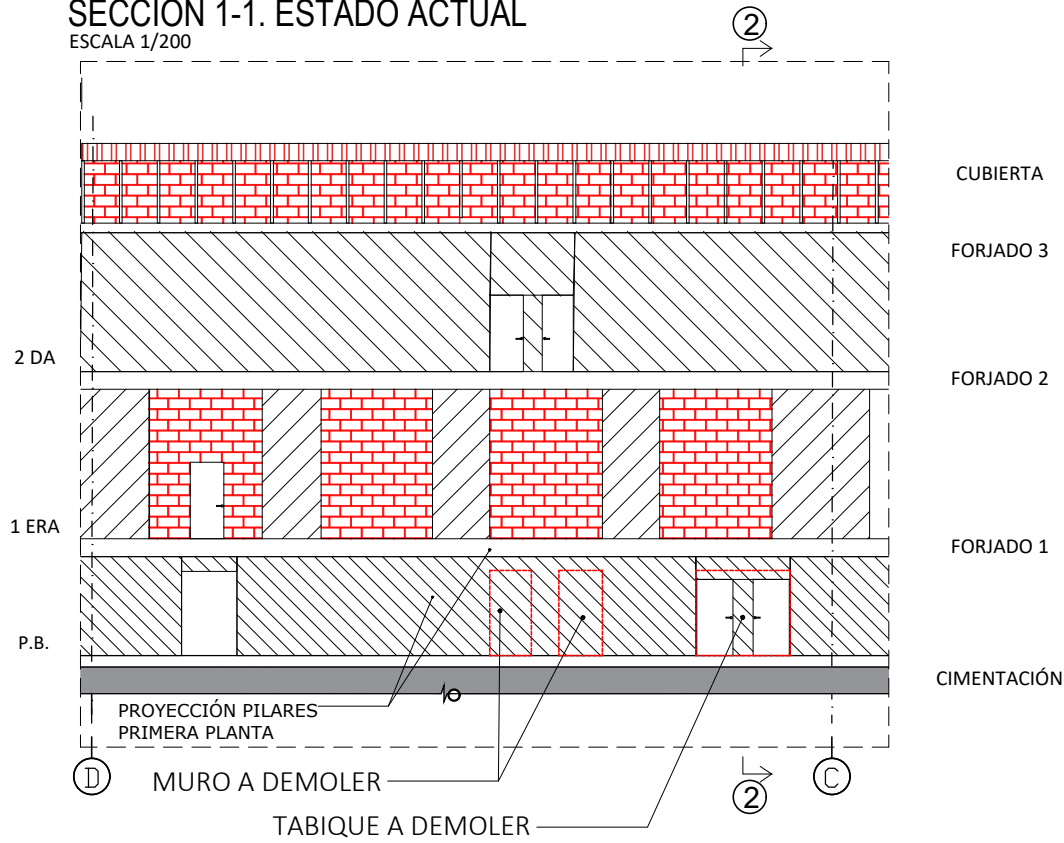 SECCIÓN 1-1. ESTADO ACTUAL
ESCALA 1/200
2
CUBIERTA
FORJADO 3
2 DA
FORJADO 2
1 ERA
FORJADO 1
P.B.
CIMENTACIÓN
PROYECCIÓN PILARES
PRIMERA PLANTA
D
MURO A DEMOLER
2
C
TABIQUE A DEMOLER